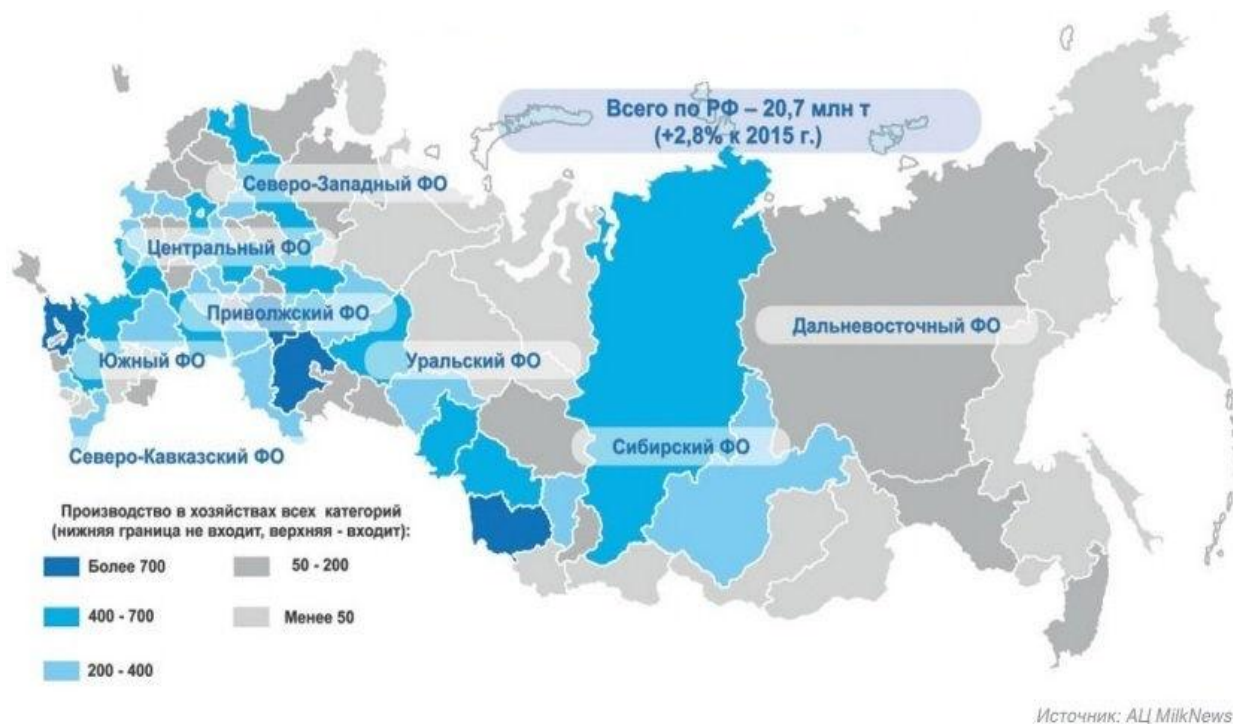 Всего по РФ – 20,7 млн т
(+2,8% к 2015 г.)
Северо-Западный ФО
Центральный ФО
Приволжский ФО
Дальневосточный ФО
Южный ФО
Уральский ФО
Сибирский ФО
Северо-Кавказский ФО
Производство в хозяйствах всех категорий
(нижняя граница не входит, верхняя - входит):
Более 700
50 - 200
400 - 700
Менее 50
200 - 400
Источник: АЦ MilkNews